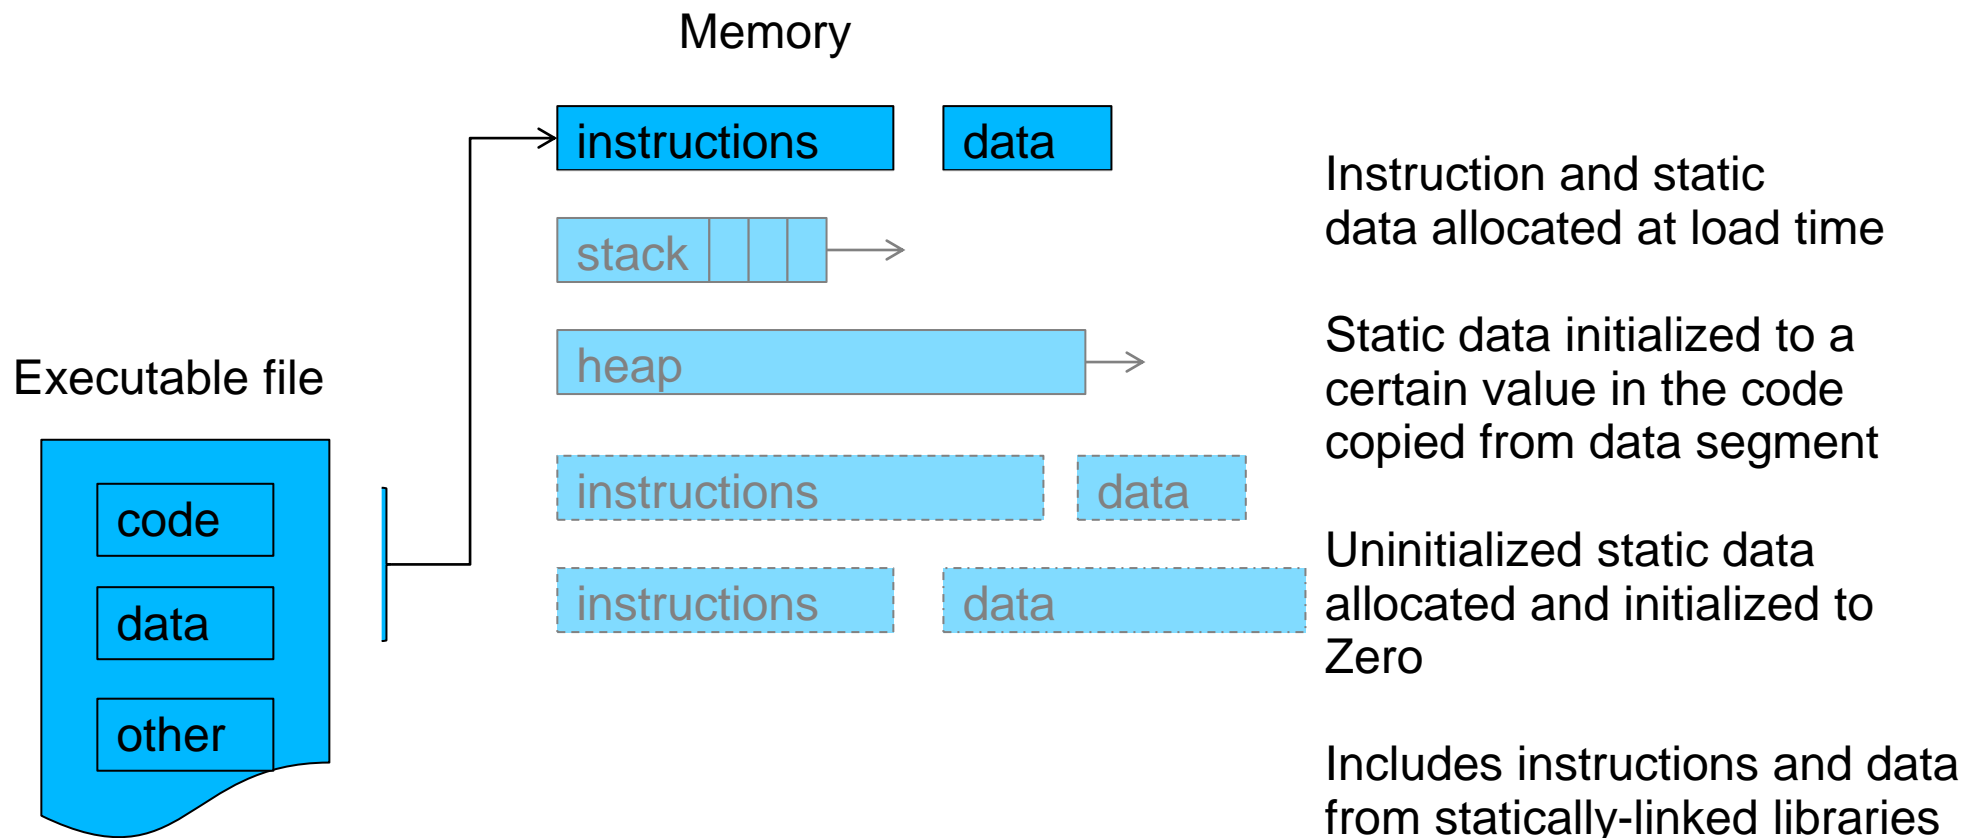 Memory
instructions data
stack
heap
instructions data
instructions data
Executable file
code
data
other
Instruction and static
data allocated at load time
Static data initialized to a
certain value in the code
copied from data segment
Uninitialized static data
allocated and initialized to
Zero
Includes instructions and data
from statically-linked libraries